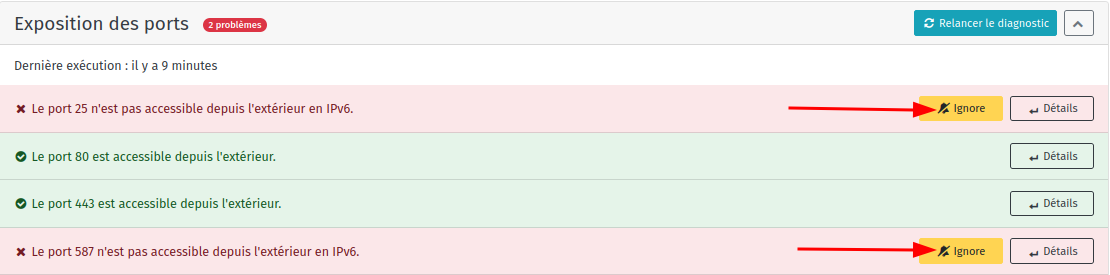 Exposition des ports 2 problèmes Relancer le diagnostic
Dernière exécution : il y a 9 minutes
Le port 25 n'est pas accessible depuis l'extérieur en IPv6. Ignore Détails
Le port 80 est accessible depuis l'extérieur. Détails
Le port 443 est accessible depuis l'extérieur. Détails
Le port 587 n'est pas accessible depuis l'extérieur en IPv6. Ignore Détails